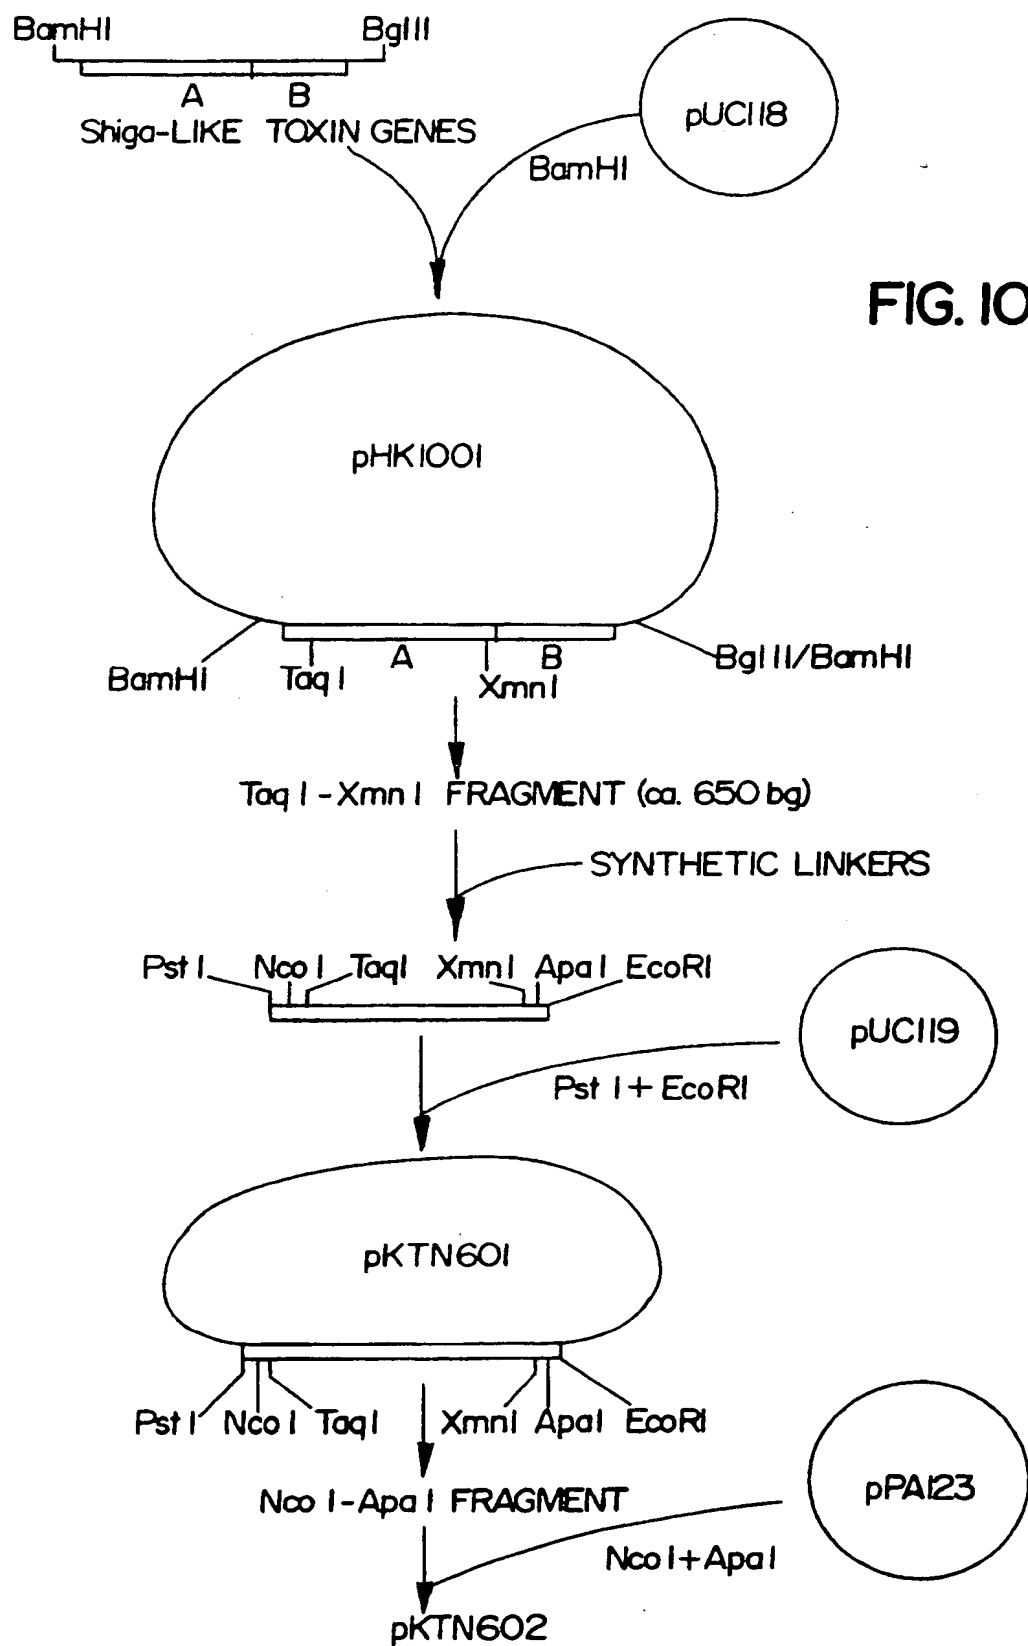 BamHI BglII
A B
Shiga-LIKE TOXIN GENES
pUC118
BamHI
FIG. 10
pHK1001
BamHI TaqI A XmnI B BglII/BamHI
TaqI-XmnI FRAGMENT (ca. 650 bg)
SYNTHETIC LINKERS
PstI NcoI TaqI XmnI ApaI EcoRI
pUC119
PstI + EcoRI
pKTN601
PstI NcoI TaqI XmnI ApaI EcoRI
NcoI-ApaI FRAGMENT
pPA123
NcoI+ApaI
pKTN602